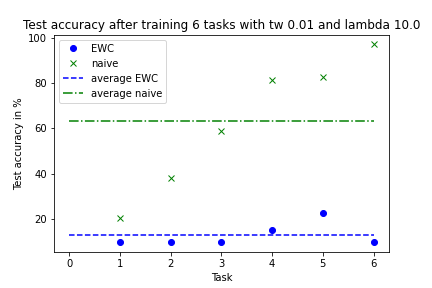 Test accuracy after training 6 tasks with tw 0.01 and lambda 10.0
100
80
60
40
20
Test accuracy in %
EWC
naive
average EWC
average naive
0 1 2 3 4 5 6
Task